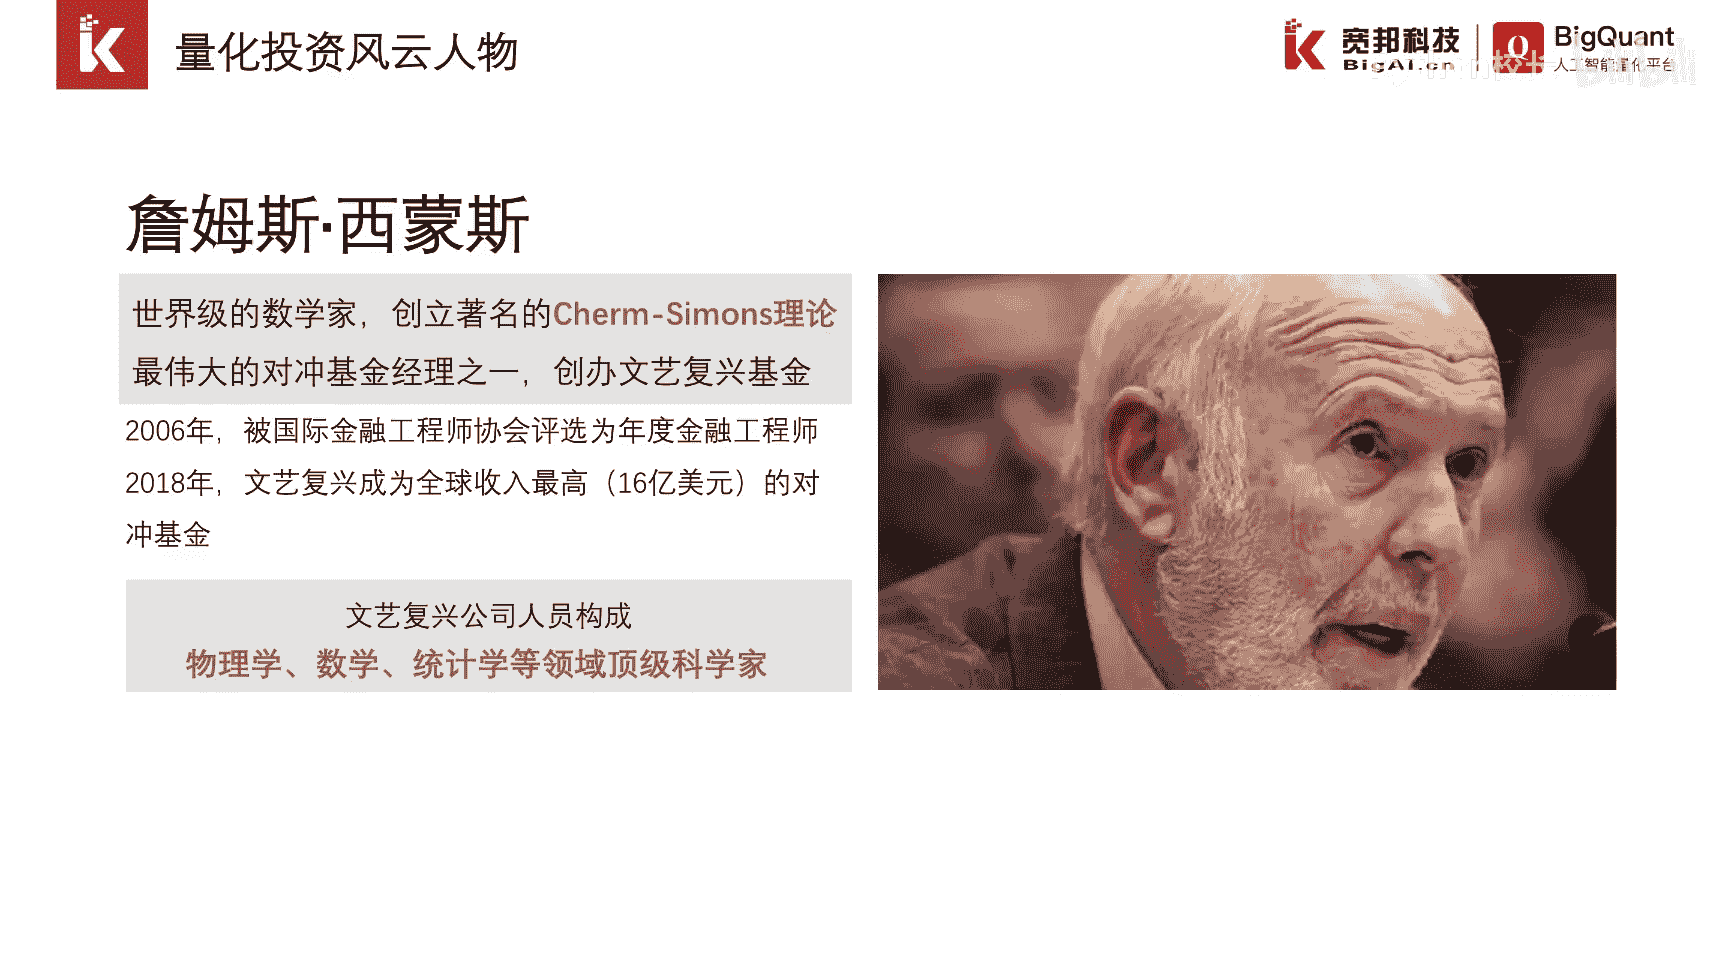 量化投资风云人物
宽邦科技
BigAI.cn
Q
BigQuant
人工智能量化平台
詹姆斯·西蒙斯
世界级的数学家，创立著名的Cherm-Simons理论
最伟大的对冲基金经理之一，创办文艺复兴基金
2006年，被国际金融工程师协会评选为年度金融工程师
2018年，文艺复兴成为全球收入最高（16亿美元）的对
冲基金
文艺复兴公司人员构成
物理学、数学、统计学等领域顶级科学家